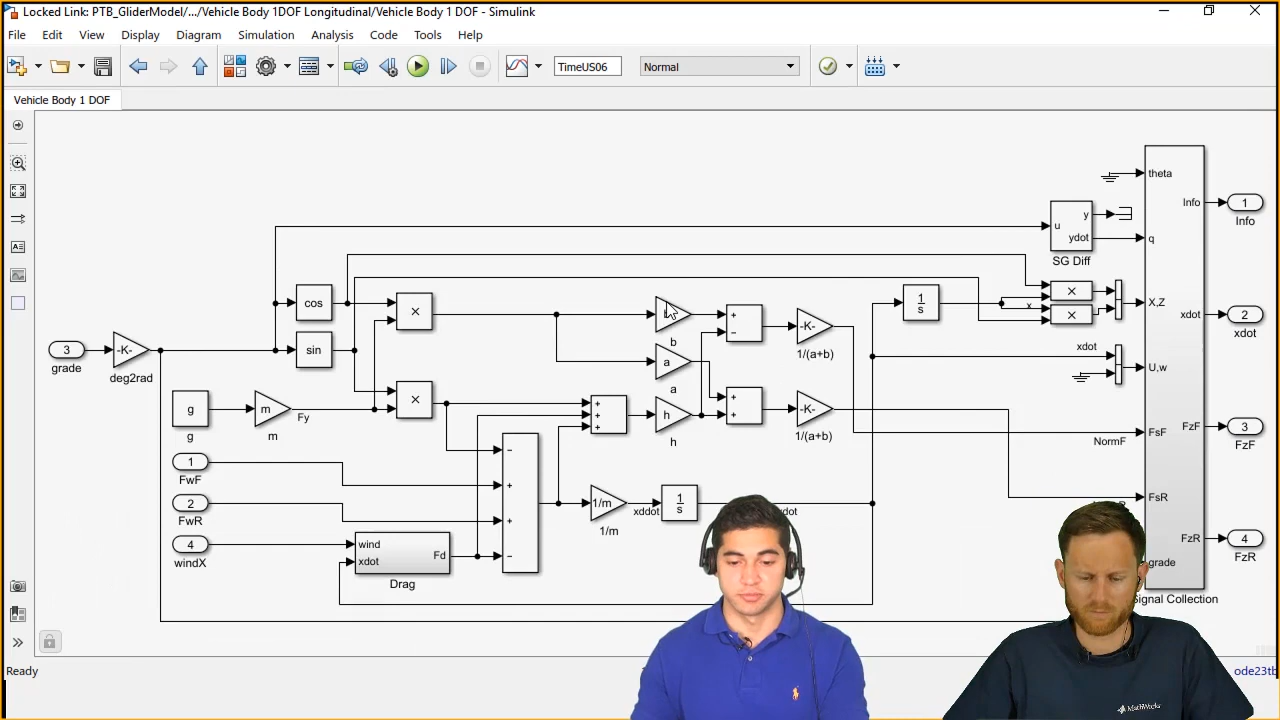 Locked Link: PTB_GliderModel/.../Vehicle Body 1DOF Longitudinal/Vehicle Body 1 DOF - Simulink
File Edit View Display Diagram Simulation Analysis Code Tools Help
TimeUS06 Normal
Vehicle Body 1 DOF
theta
Info
1
Info
u
y
ydot
q
SG Diff
cos
×
b
+
−
-K-
1/(a+b)
1
s
x
×
×
X,Z
xdot
2
xdot
3
grade
-K-
deg2rad
sin
a
a
xdot
U,w
g
g
m
m
Fy
×
+
+
+
h
h
+
+
-K-
1/(a+b)
NormF
FsF
FzF
3
FzF
1
FwF
2
FwR
4
windX
−
+
+
−
1/m
1/m
xddot
1
s
xdot
FsR
wind
xdot
Fd
Drag
FzR
4
FzR
grade
ignal Collection
Ready
ode23tb
MathWorks